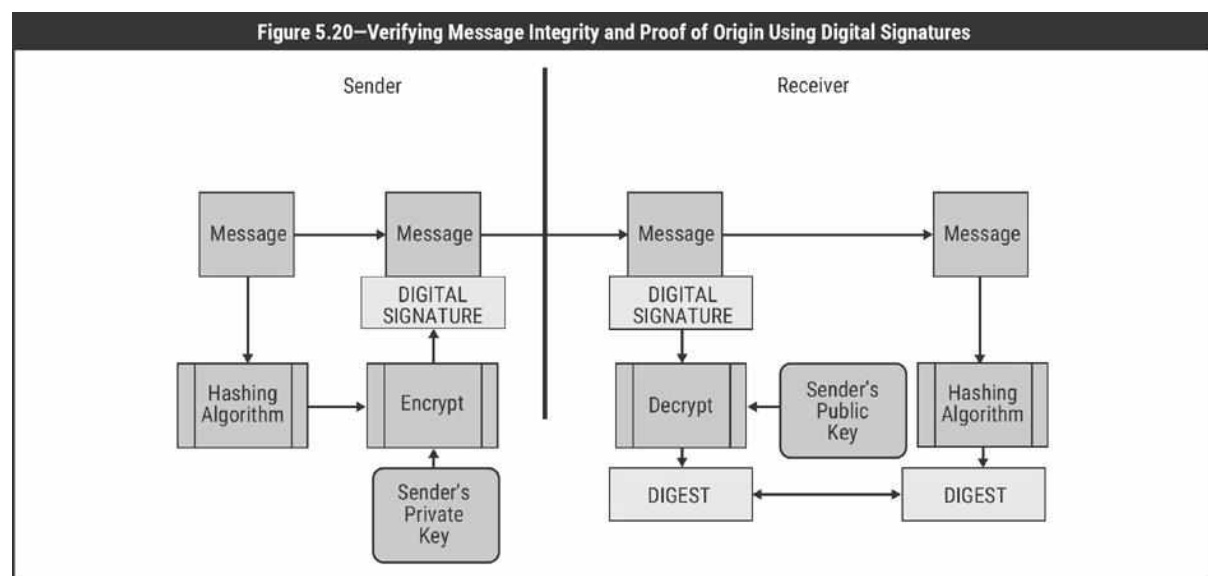 Figure 5.20—Verifying Message Integrity and Proof of Origin Using Digital Signatures
Sender
Receiver
Message
Message
Message
Message
DIGITAL
SIGNATURE
DIGITAL
SIGNATURE
Hashing
Algorithm
Encrypt
Decrypt
Sender's
Public
Key
Hashing
Algorithm
Sender's
Private
Key
DIGEST
DIGEST